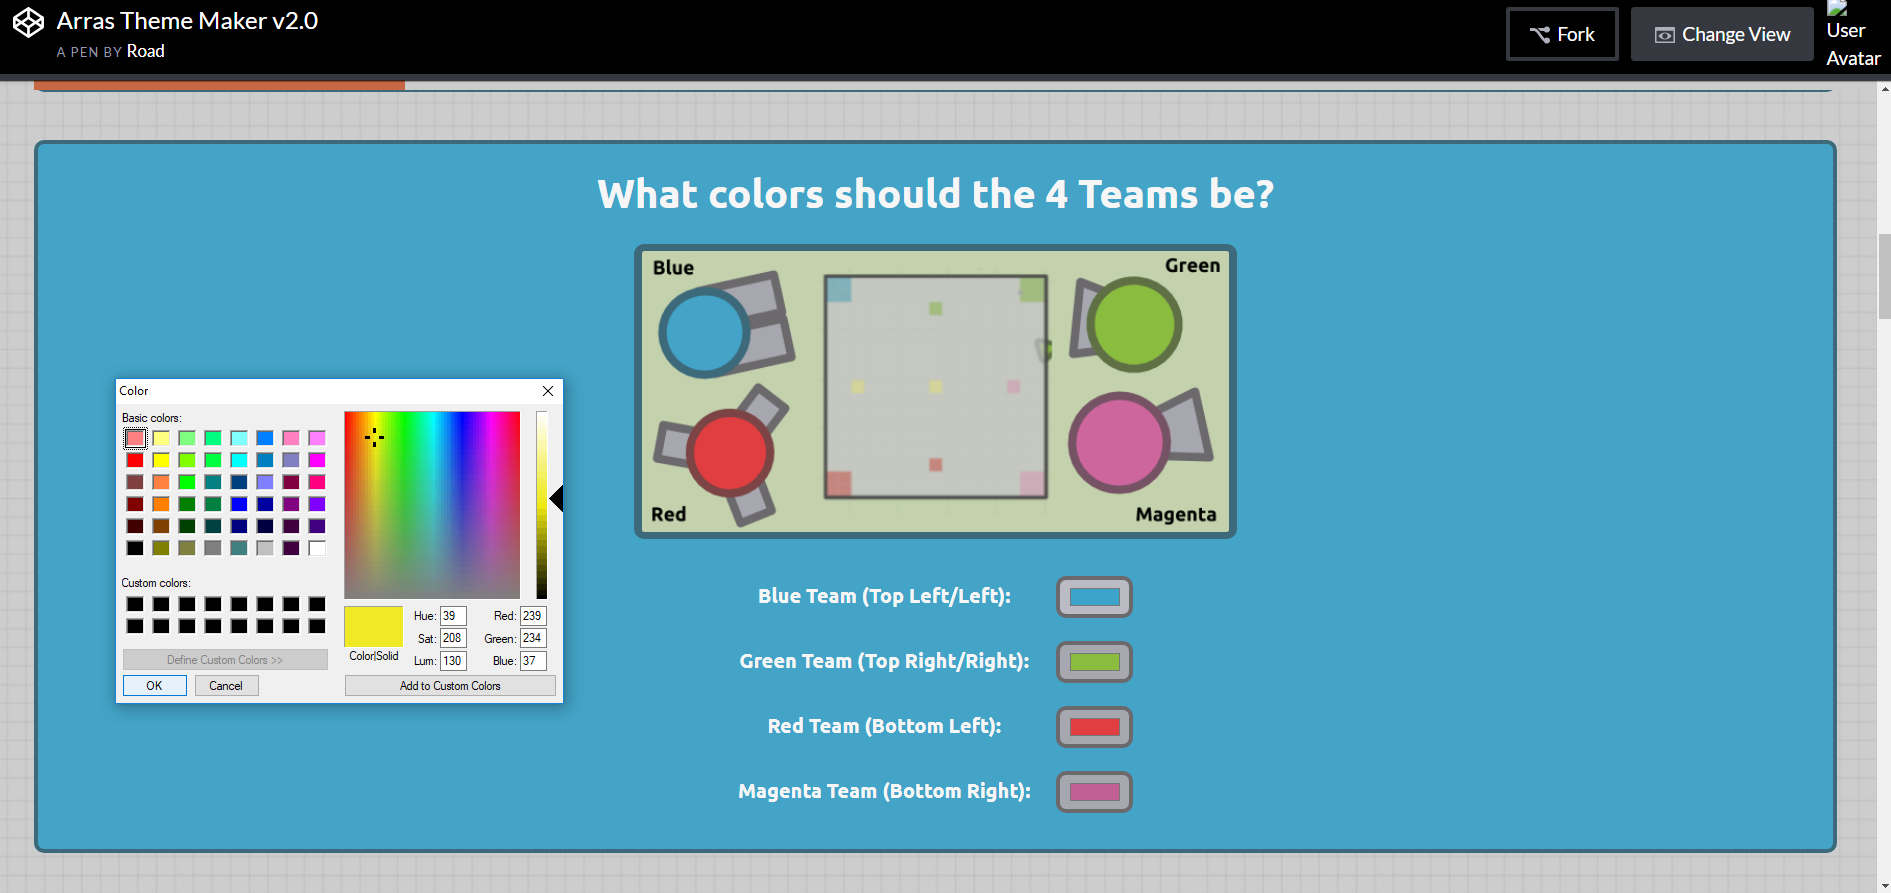 Arras Theme Maker v2.0
A PEN BY Road
Fork
Change View
User
Avatar
What colors should the 4 Teams be?
Blue
Green
Red
Magenta
Color
Basic colors:
Custom colors:
Define Custom Colors >>
OK
Cancel
Color|Solid
Hue: 39
Red: 239
Sat: 208
Green: 234
Lum: 130
Blue: 37
Add to Custom Colors
Blue Team (Top Left/Left):
Green Team (Top Right/Right):
Red Team (Bottom Left):
Magenta Team (Bottom Right):